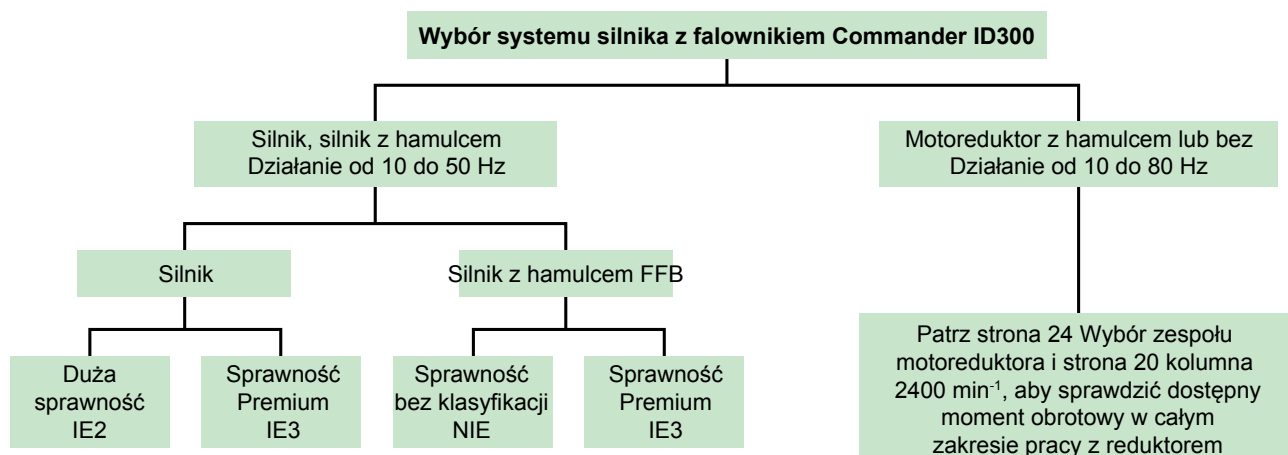 Wybór systemu silnika z falownikiem Commander ID300
Silnik, silnik z hamulcem
Działanie od 10 do 50 Hz
Motoreduktor z hamulcem lub bez
Działanie od 10 do 80 Hz
Silnik
Silnik z hamulcem FFB
Duża
sprawność
IE2
Sprawność
Premium
IE3
Sprawność
bez klasyfikacji
NIE
Sprawność
Premium
IE3
Patrz strona 24 Wybór zespołu
motoreduktora i strona 20 kolumna
2400 min⁻¹, aby sprawdzić dostępny
moment obrotowy w całym
zakresie pracy z reduktorem